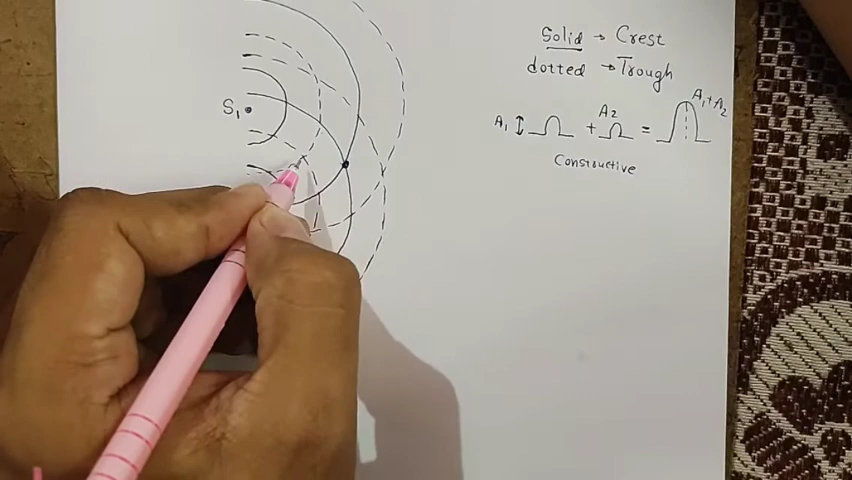 Solid → Crest
dotted → Trough
S₁
A₁ + A₂ = A₁+A₂
Constructive